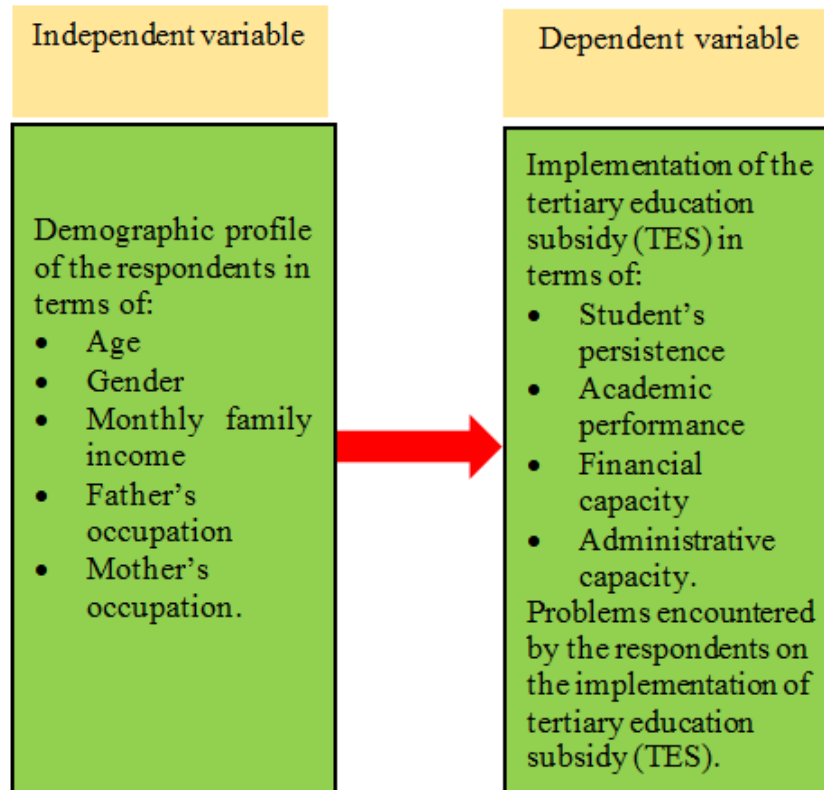 Independent variable
Demographic profile
of the respondents in
terms of:
• Age
• Gender
• Monthly family
income
• Father’s
occupation
• Mother’s
occupation.
Dependent variable
Implementation of the
tertiary education
subsidy (TES) in
terms of:
• Student’s
persistence
• Academic
performance
• Financial
capacity
• Administrative
capacity.
Problems encountered
by the respondents on
the implementation of
tertiary education
subsidy (TES).